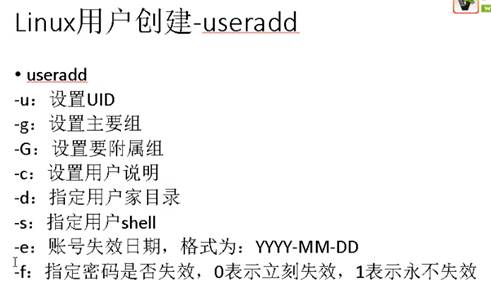 Linux用户创建-useradd
• useradd
-u：设置UID
-g：设置主要组
-G：设置要附属组
-c：设置用户说明
-d：指定用户家目录
-s：指定用户shell
-e：账号失效日期，格式为：YYYY-MM-DD
-f：指定密码是否失效，0表示立刻失效，1表示永不失效